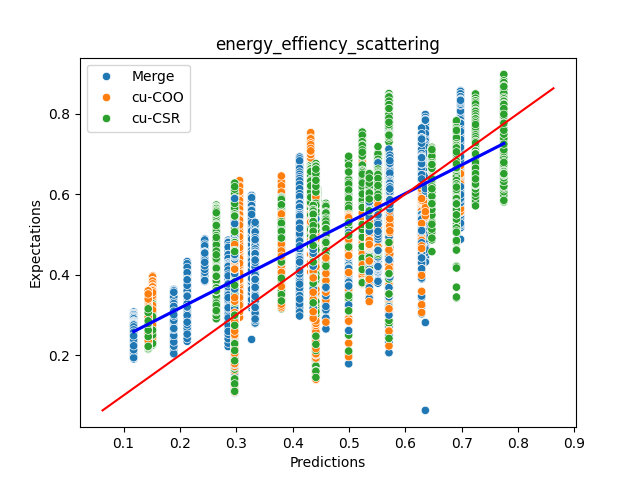 energy_effiency_scattering
Merge
cu-COO
cu-CSR
Expectations
0.8
0.6
0.4
0.2
0.1 0.2 0.3 0.4 0.5 0.6 0.7 0.8 0.9
Predictions